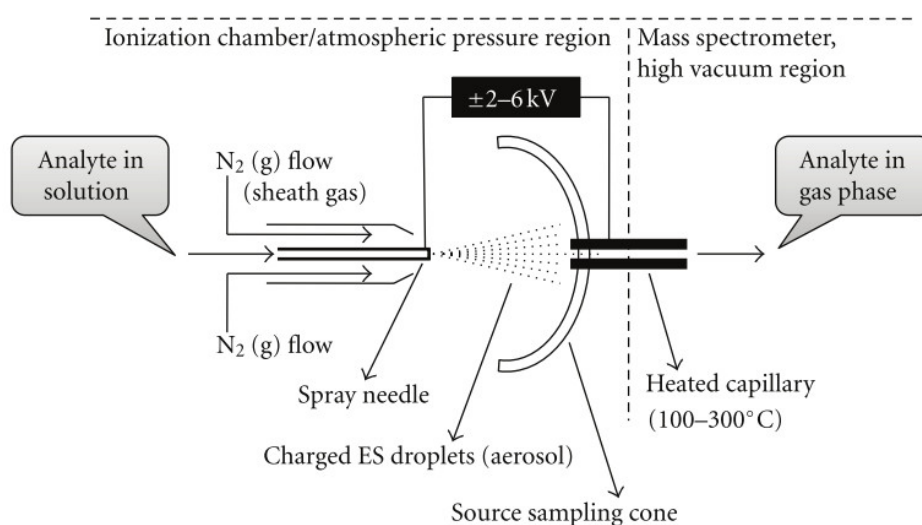 Ionization chamber/atmospheric pressure region
Mass spectrometer,
high vacuum region
±2–6 kV
Analyte in
solution
N₂ (g) flow
(sheath gas)
Analyte in
gas phase
N₂ (g) flow
Spray needle
Heated capillary
(100–300°C)
Charged ES droplets (aerosol)
Source sampling cone